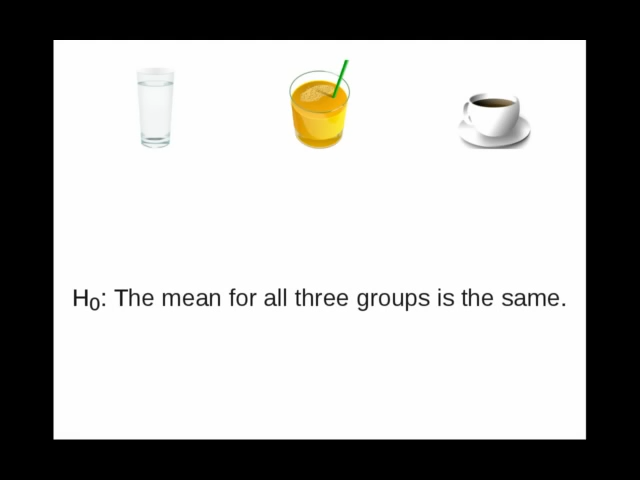 H₀: The mean for all three groups is the same.